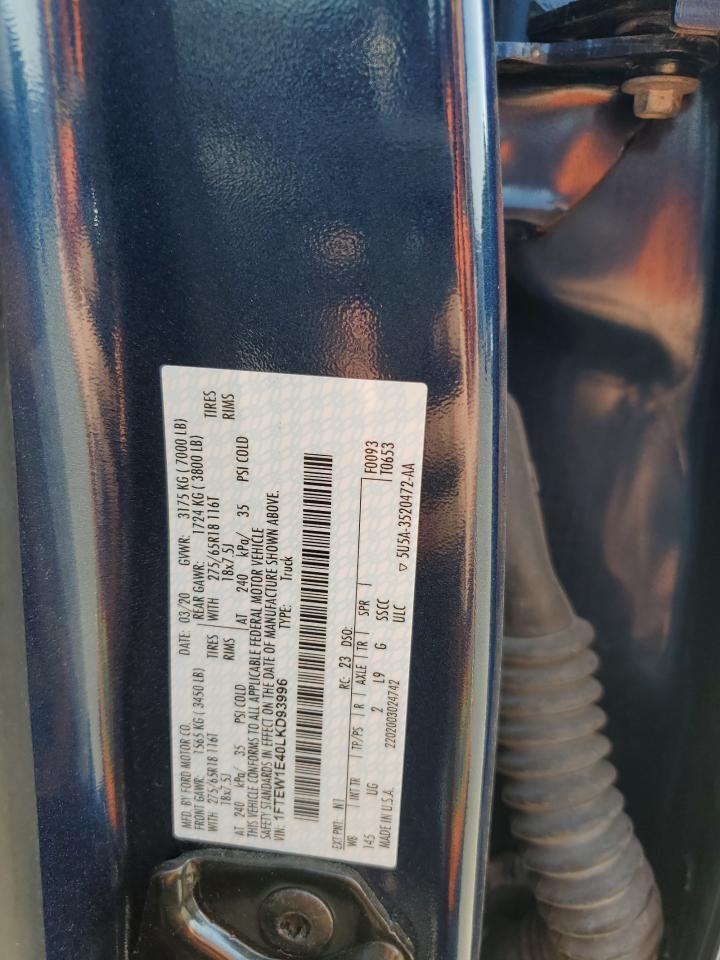 MFD. BY FORD MOTOR CO. DATE: 03/20 GVWR: 3175 KG ( 7000 LB)
FRONT GAWR: 1565 KG ( 3450 LB) REAR GAWR: 1724 KG ( 3800 LB)
WITH 275/65R18 116T TIRES WITH 275/65R18 116T TIRES
18x7.5J RIMS 18x7.5J RIMS
AT 240 kPa/ 35 PSI COLD AT 240 kPa/ 35 PSI COLD
THIS VEHICLE CONFORMS TO ALL APPLICABLE FEDERAL MOTOR VEHICLE
SAFETY STANDARDS IN EFFECT ON THE DATE OF MANUFACTURE SHOWN ABOVE.
VIN: 1FTEW1E40LKD93996 TYPE: Truck
EXT PNT: N1 RC: 23 DSO: F0093
WB INT TR TP/PS R AXLE TR SPR T0653
145 UG 2 L9 G SSCC
MADE IN U.S.A. 2202003024742 ULC ▽ 5U5A-3520472-AA